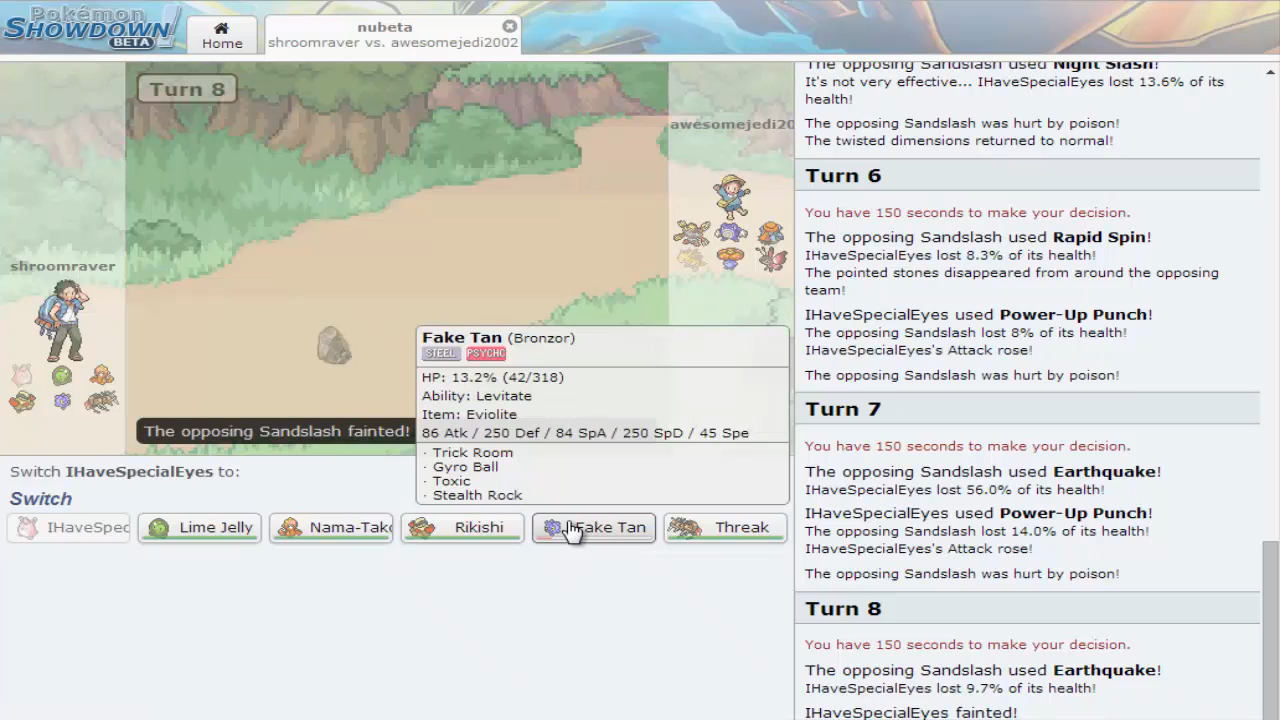 Pokémon
SHOWDOWN!
BETA
Home
nubeta
shroomraver vs. awesomejedi2002
Turn 8
awesomejedi20
shroomraver
The opposing Sandslash fainted!
Fake Tan (Bronzor)
STEEL PSYCHC
HP: 13.2% (42/318)
Ability: Levitate
Item: Eviolite
86 Atk / 250 Def / 84 SpA / 250 SpD / 45 Spe
· Trick Room
· Gyro Ball
· Toxic
· Stealth Rock
Switch IHaveSpecialEyes to:
Switch
IHaveSpec
Lime Jelly
Nama-Tako
Rikishi
Fake Tan
Threak
The opposing Sandslash used Night Slash!
It's not very effective... IHaveSpecialEyes lost 13.6% of its
health!
The opposing Sandslash was hurt by poison!
The twisted dimensions returned to normal!
Turn 6
You have 150 seconds to make your decision.
The opposing Sandslash used Rapid Spin!
IHaveSpecialEyes lost 8.3% of its health!
The pointed stones disappeared from around the opposing
team!
IHaveSpecialEyes used Power-Up Punch!
The opposing Sandslash lost 8% of its health!
IHaveSpecialEyes's Attack rose!
The opposing Sandslash was hurt by poison!
Turn 7
You have 150 seconds to make your decision.
The opposing Sandslash used Earthquake!
IHaveSpecialEyes lost 56.0% of its health!
IHaveSpecialEyes used Power-Up Punch!
The opposing Sandslash lost 14.0% of its health!
IHaveSpecialEyes's Attack rose!
The opposing Sandslash was hurt by poison!
Turn 8
You have 150 seconds to make your decision.
The opposing Sandslash used Earthquake!
IHaveSpecialEyes lost 9.7% of its health!
IHaveSpecialEyes fainted!